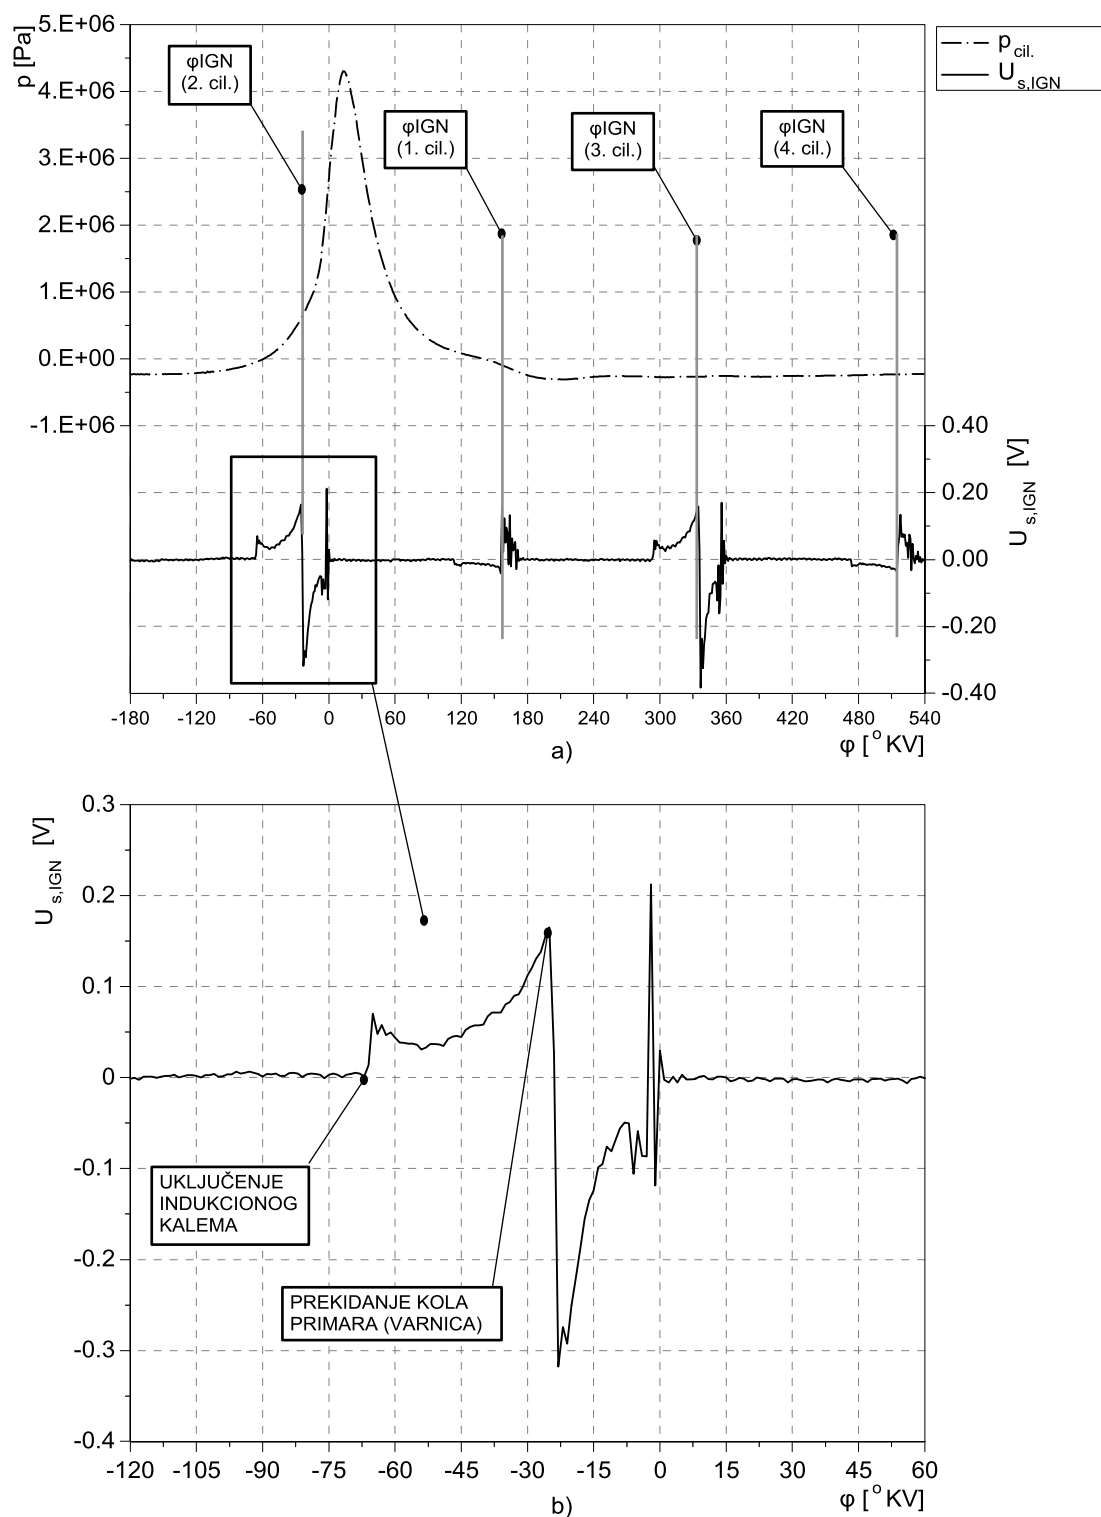 5.E+06
4.E+06
3.E+06
2.E+06
1.E+06
0.E+00
-1.E+06
p [Pa]
φIGN
(2. cil.)
φIGN
(1. cil.)
φIGN
(3. cil.)
φIGN
(4. cil.)
p cil.
U s,IGN
0.40
0.20
0.00
-0.20
-0.40
U s,IGN [V]
-180 -120 -60 0 60 120 180 240 300 360 420 480 540
φ [°KV]
a)
0.3
0.2
0.1
0
-0.1
-0.2
-0.3
-0.4
U s,IGN [V]
UKLJUČENJE
INDUKCIONOG
KALEMA
PREKIDANJE KOLA
PRIMARA (VARNICA)
-120 -105 -90 -75 -60 -45 -30 -15 0 15 30 45 60
φ [°KV]
b)